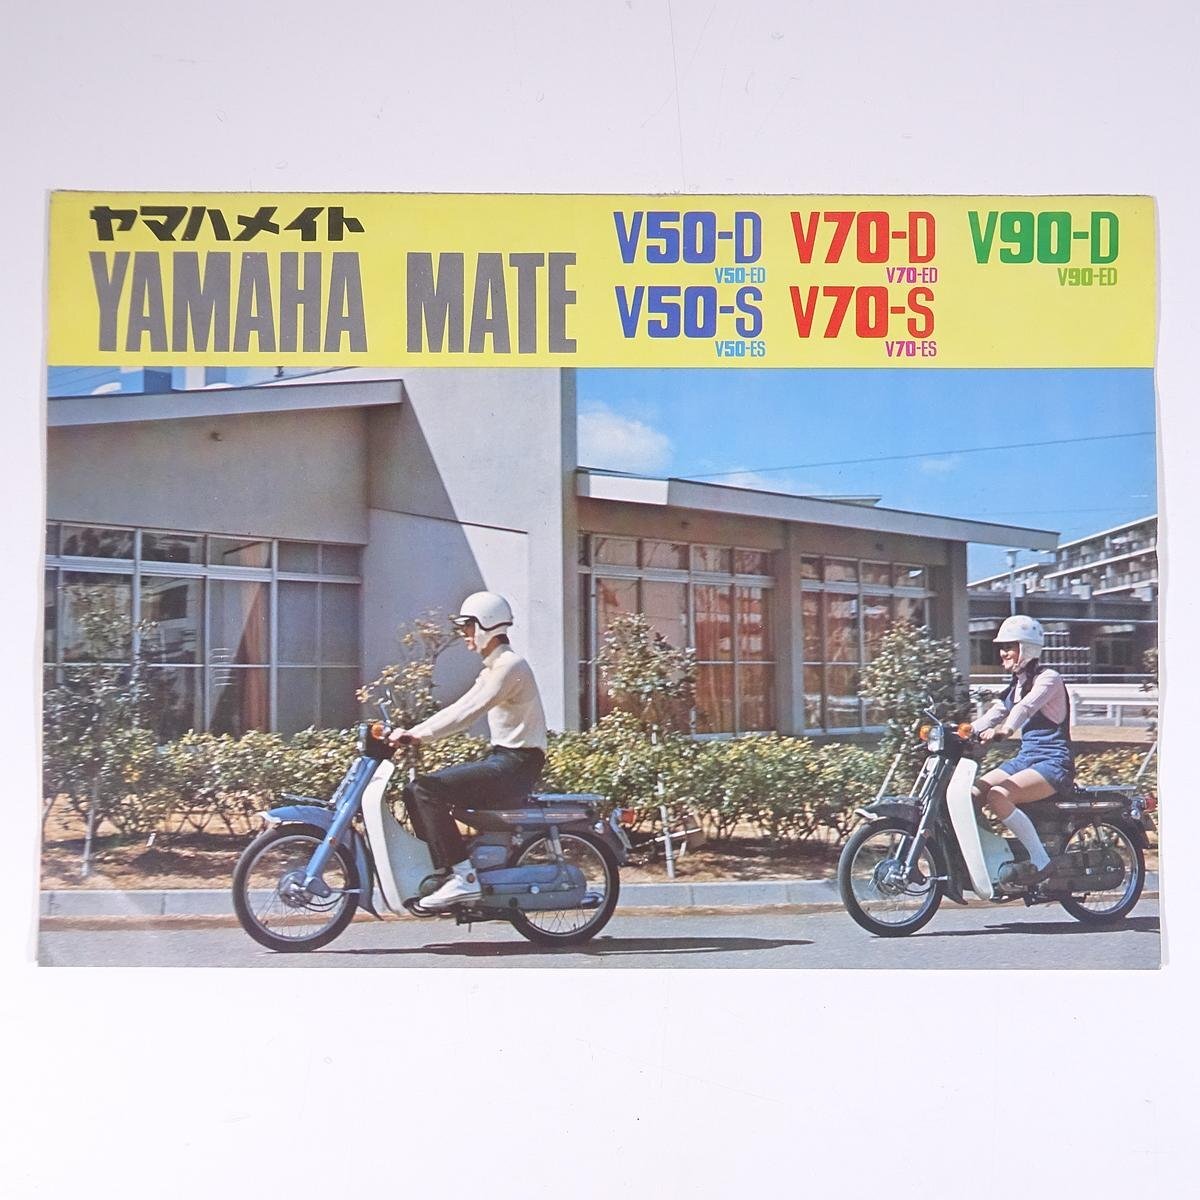 ヤマハメイト
YAMAHA MATE
V50-D
V50-ED
V50-S
V50-ES
V70-D
V70-ED
V70-S
V70-ES
V90-D
V90-ED